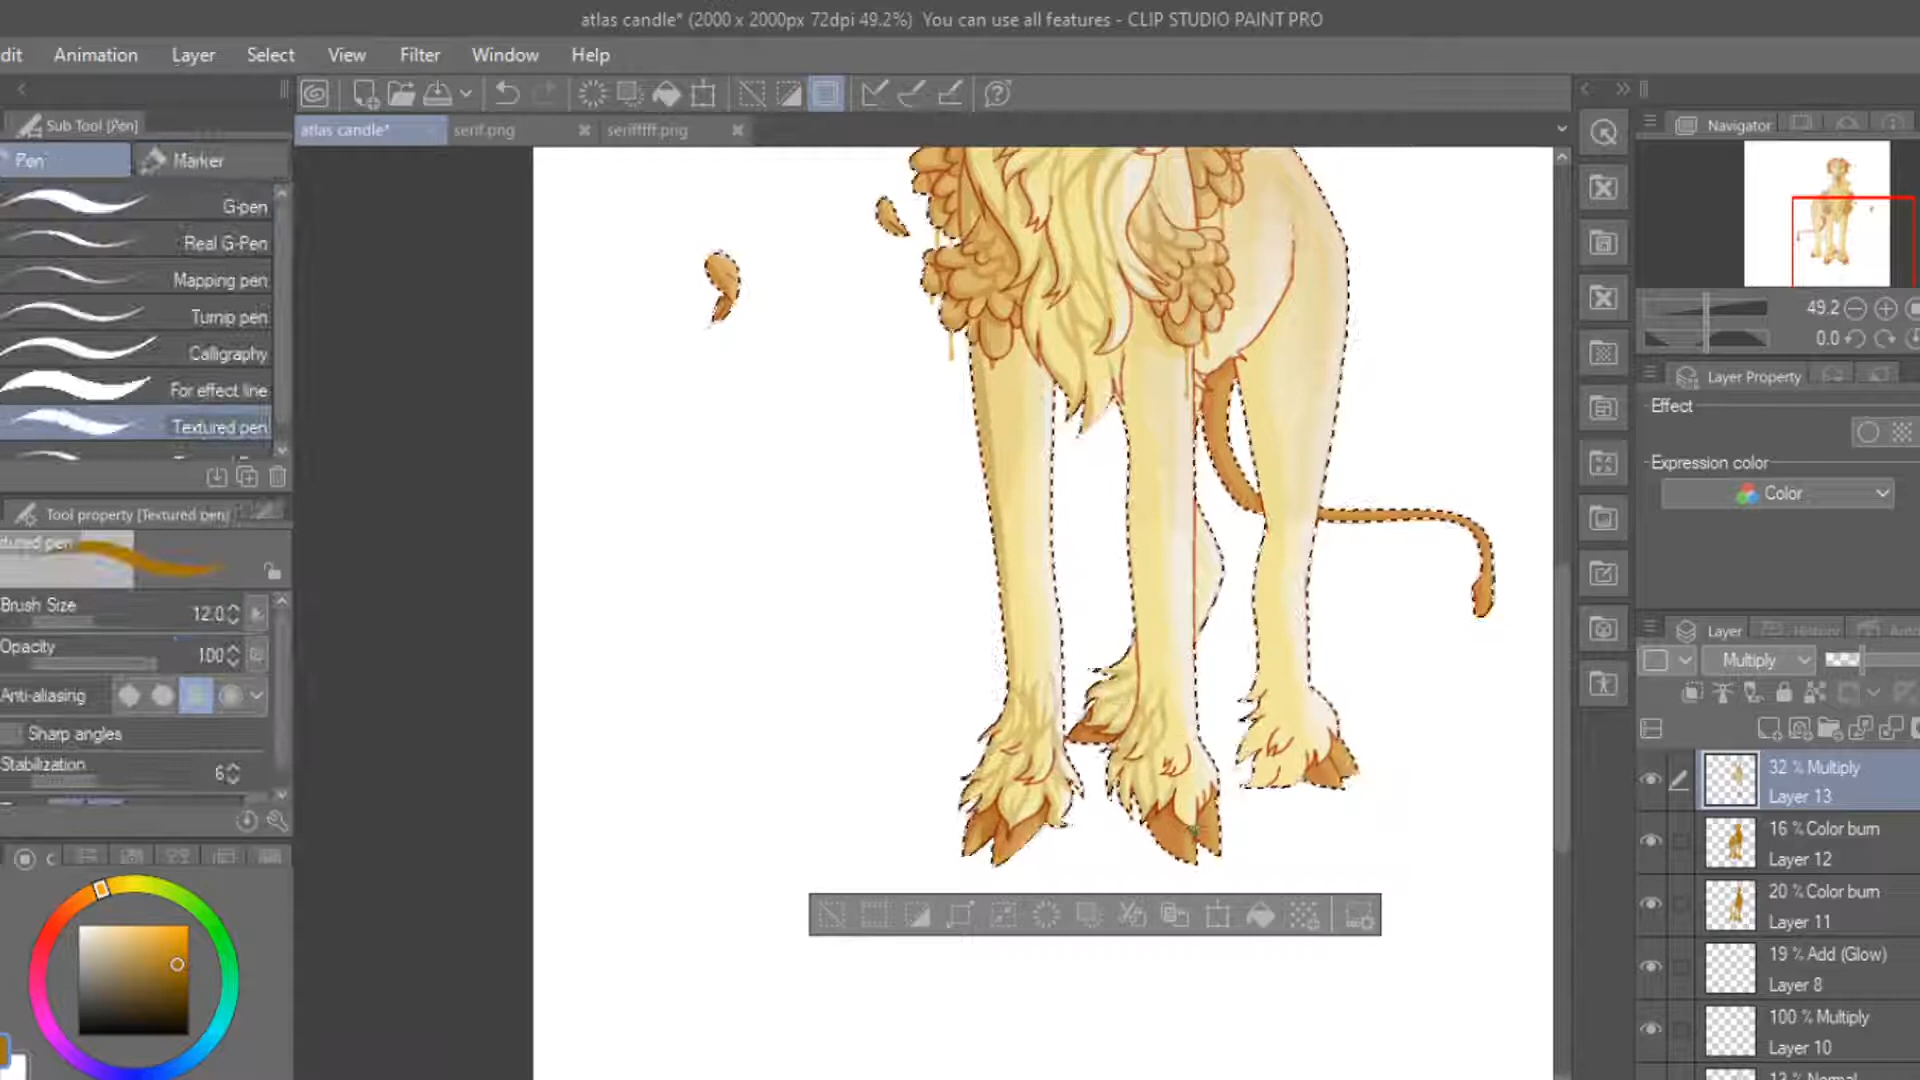 atlas candle* (2000 x 2000px 72dpi 49.2%) You can use all features - CLIP STUDIO PAINT PRO
dit Animation Layer Select View Filter Window Help
Sub Tool [Pen]
atlas candle* serif.png seriffff.png
Navigator
Pen Marker
G-pen
Real G-Pen
Mapping pen
Turnip pen
Calligraphy
For effect line
Textured pen
49.2
0.0
Layer Property
Effect
Expression color
Color
Tool property [Textured pen]
tured pen
Brush Size 12.0
Opacity 100
Anti-aliasing
Sharp angles
Stabilization 6
Layer History Auto
Multiply
32 % Multiply
Layer 13
16 % Color burn
Layer 12
20 % Color burn
Layer 11
19 % Add (Glow)
Layer 8
100 % Multiply
Layer 10
C